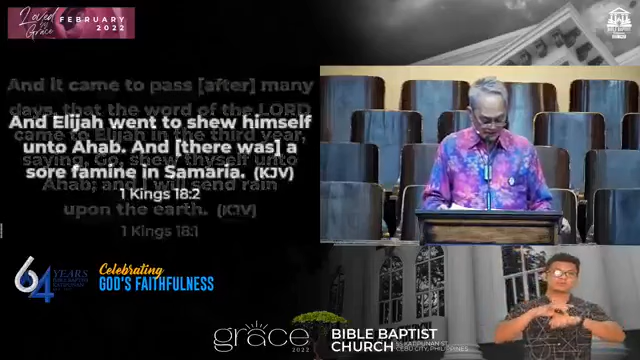 Loved by Grace
FEBRUARY
2022
BIBLE BAPTIST
And it came to pass [after] many
days, that the word of the LORD
came to Elijah in the third year,
saying, Go, shew thyself unto
Ahab; and I will send rain
upon the earth. (KJV)
1 Kings 18:1
And Elijah went to shew himself
unto Ahab. And [there was] a
sore famine in Samaria. (KJV)
1 Kings 18:2
64 YEARS
Celebrating
GOD'S FAITHFULNESS
grace
2022
BIBLE BAPTIST
CHURCH
CEBU CITY, PHILIPPINES